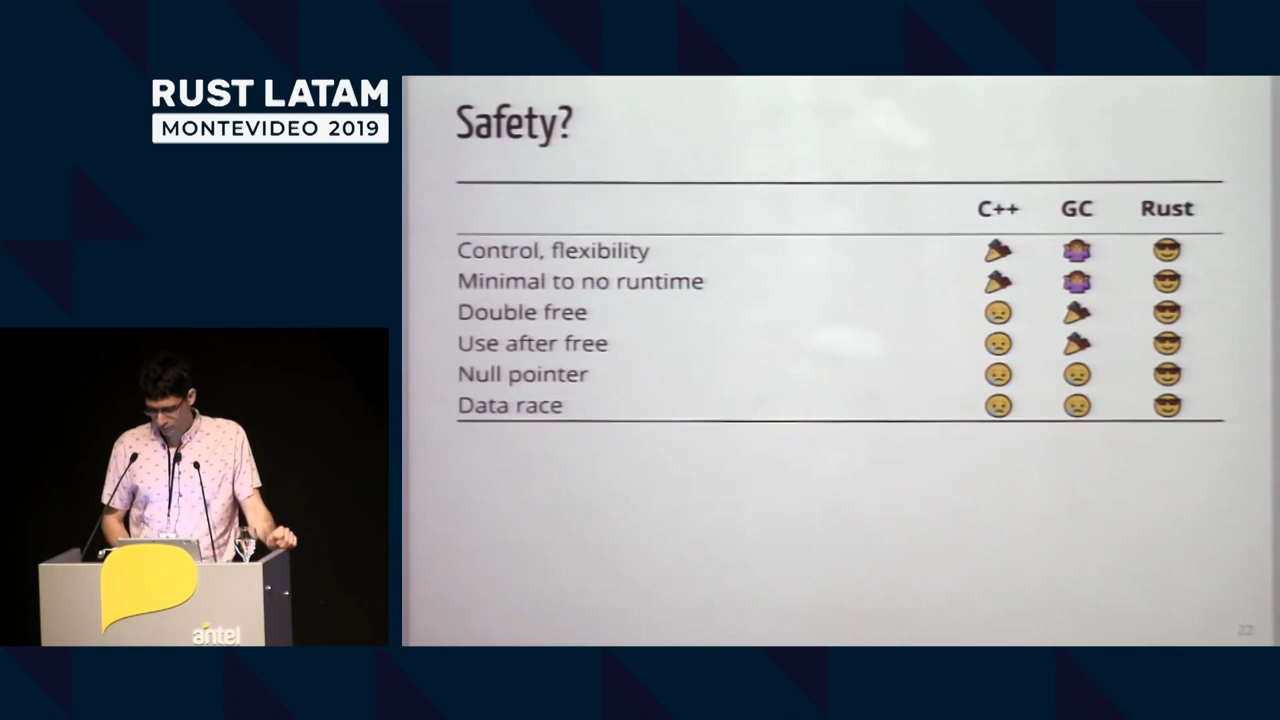 RUST LATAM
MONTEVIDEO 2019
Safety?
C++ GC Rust
Control, flexibility
Minimal to no runtime
Double free
Use after free
Null pointer
Data race
22
antel